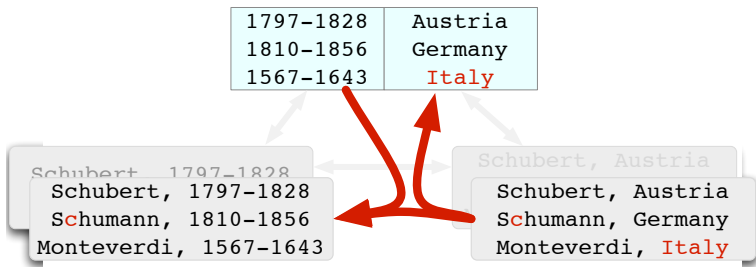 1797-1828 Austria
1810-1856 Germany
1567-1643 Italy
Schubert, 1797-1828
Schubert, Austria
Schubert, 1797-1828
Schumann, 1810-1856
Monteverdi, 1567-1643
Schubert, Austria
Schumann, Germany
Monteverdi, Italy